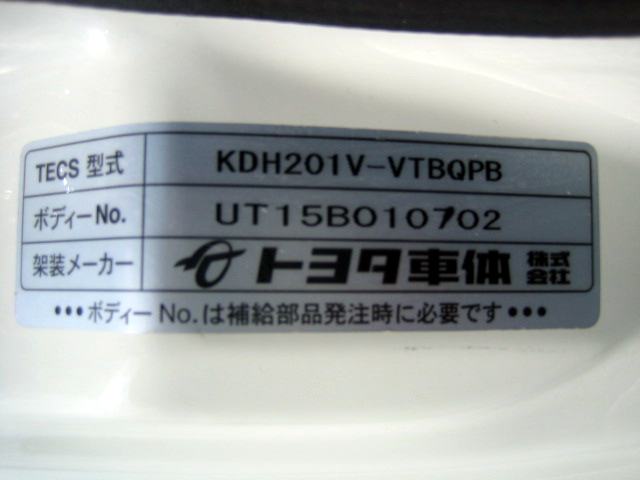 TECS 型式 KDH201V-VTBQPB
ボディーNo. UT15B010702
架装メーカー トヨタ車体 株式会社
•••ボディー No.は補給部品発注時に必要です•••